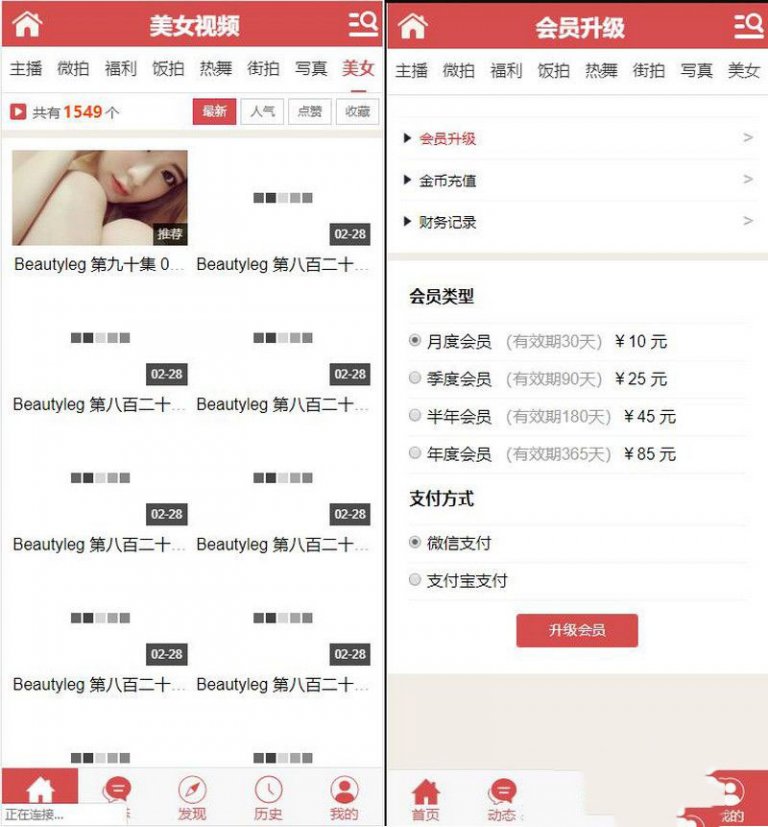 美女视频
主播 微拍 福利 饭拍 热舞 街拍 写真 美女
共有 1549 个 最新 人气 点赞 收藏
推荐 02-28
Beautyleg 第九十集 0... Beautyleg 第八百二十...
02-28 02-28
Beautyleg 第八百二十... Beautyleg 第八百二十...
02-28 02-28
Beautyleg 第八百二十... Beautyleg 第八百二十...
02-28 02-28
Beautyleg 第八百二十... Beautyleg 第八百二十...
发现 历史 我的
正在连接...
会员升级
主播 微拍 福利 饭拍 热舞 街拍 写真 美女
会员升级 >
金币充值 >
财务记录 >
会员类型
月度会员 (有效期30天) ¥10 元
季度会员 (有效期90天) ¥25 元
半年会员 (有效期180天) ¥45 元
年度会员 (有效期365天) ¥85 元
支付方式
微信支付
支付宝支付
升级会员
首页 动态 的